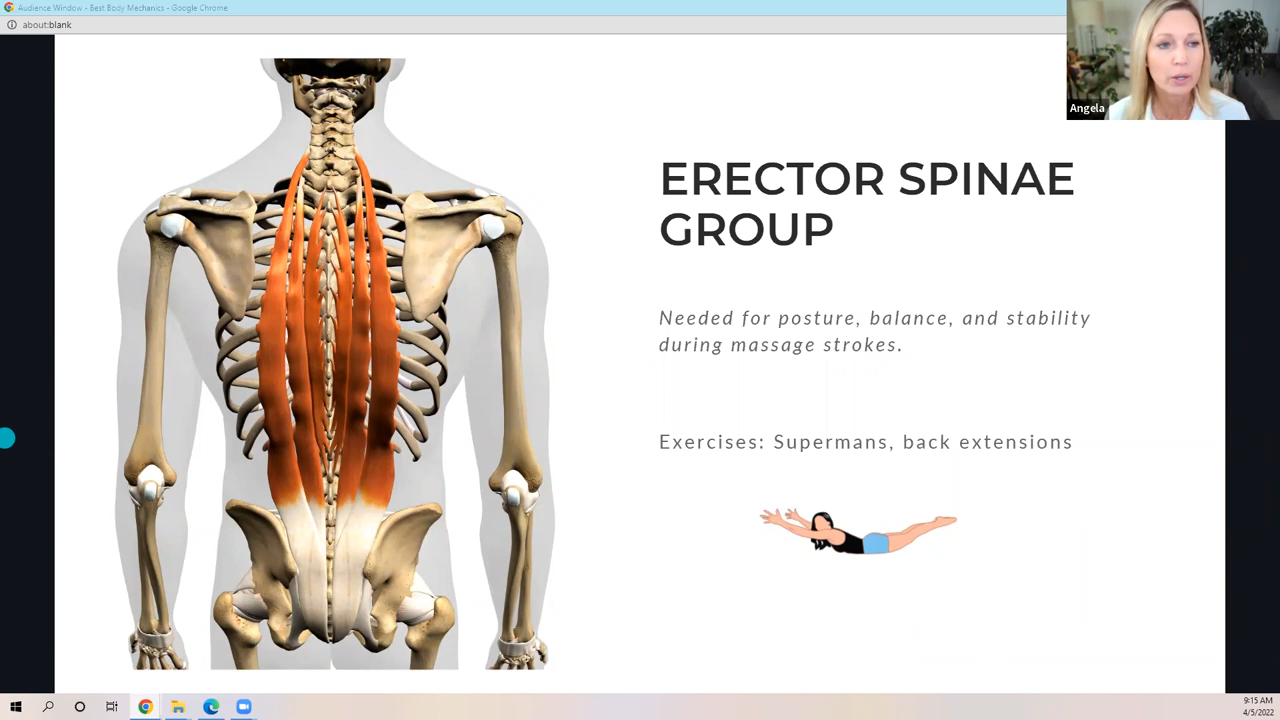 Audience Window - Best Body Mechanics - Google Chrome
about:blank
Angela
ERECTOR SPINAE
GROUP
Needed for posture, balance, and stability
during massage strokes.
Exercises: Supermans, back extensions
9:15 AM
4/5/2022